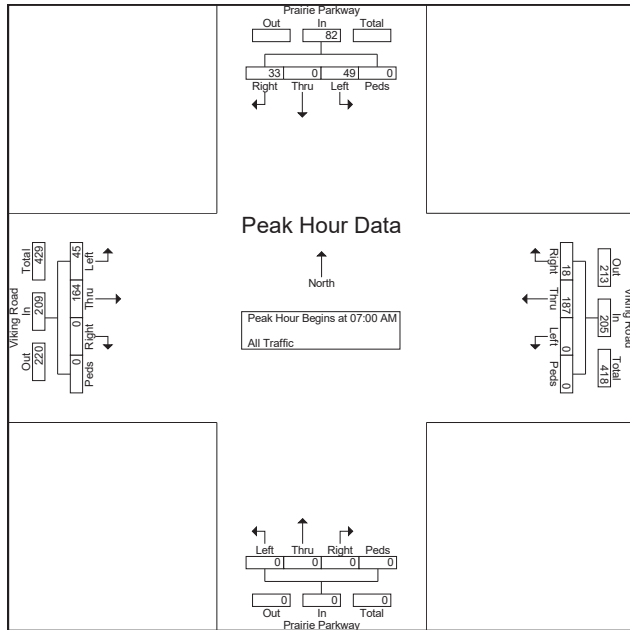 Prairie Parkway
Out In Total
82
33 0 49 0
Right Thru Left Peds
Peak Hour Data
North
Peak Hour Begins at 07:00 AM
All Traffic
Viking Road
Total In Out
429 209 220
45 164 0 0
Left Thru Right Peds
Right Thru Left Peds
18 187 0 0
Out In Total
213 205 418
Viking Road
Left Thru Right Peds
0 0 0 0
0 0 0
Out In Total
Prairie Parkway